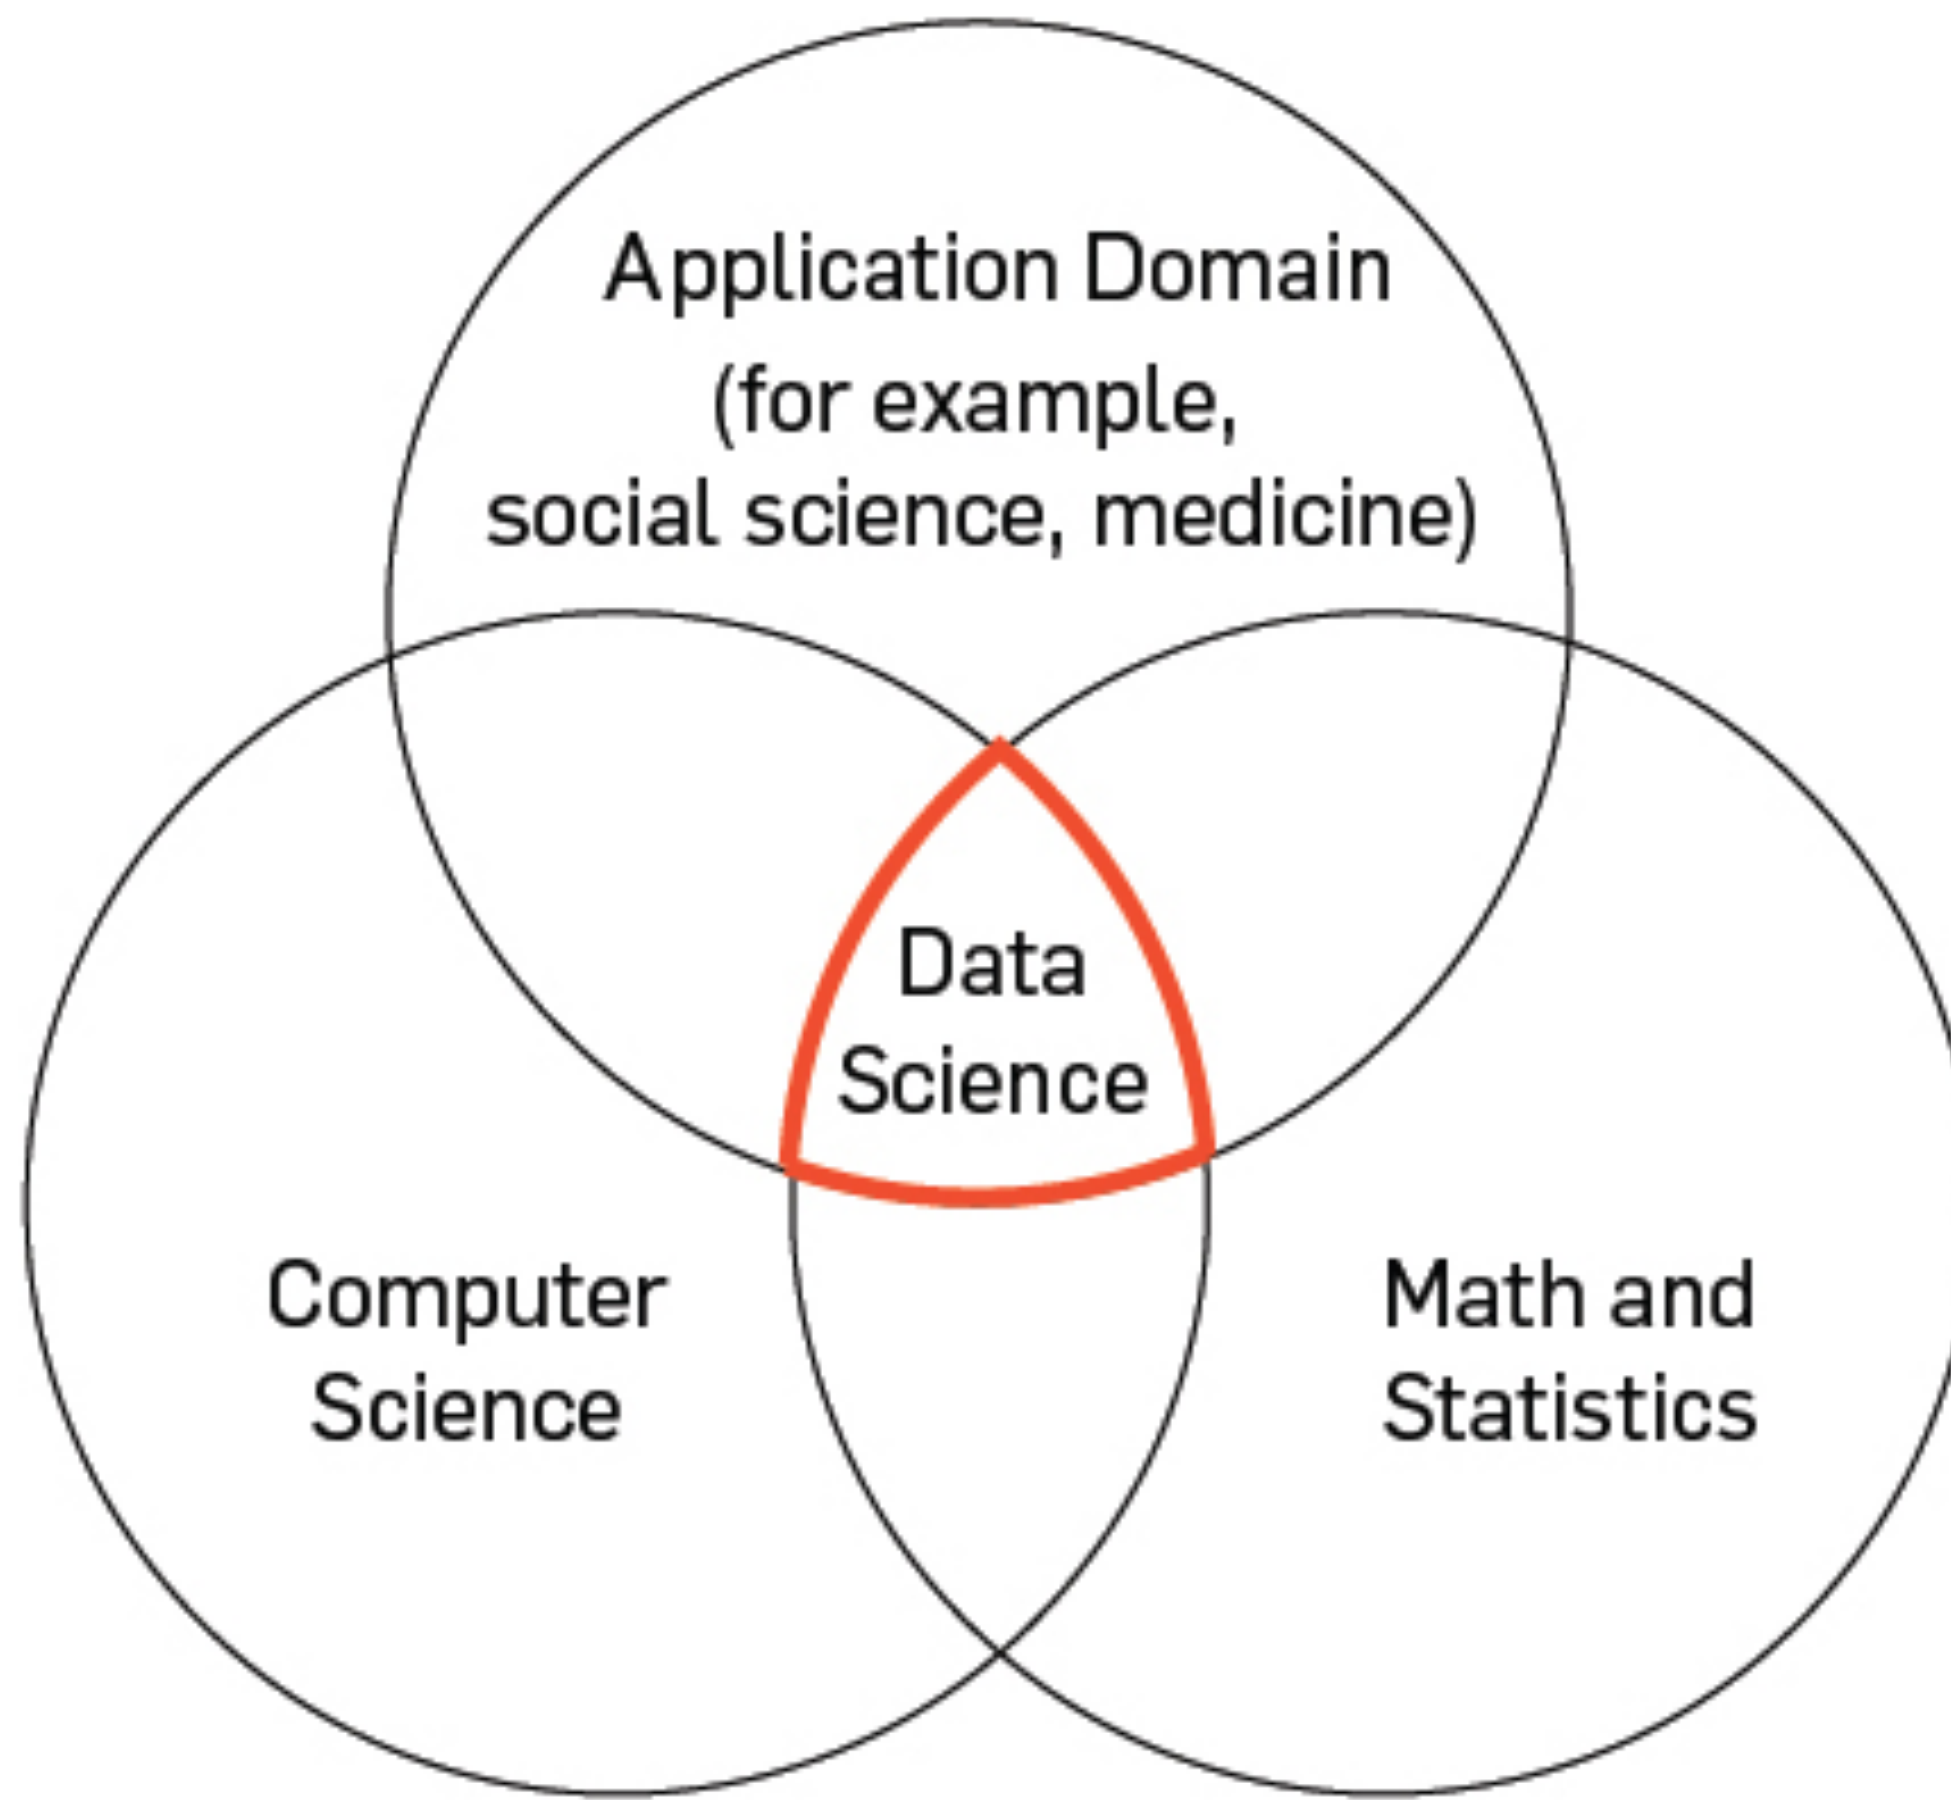 Application Domain
(for example,
social science, medicine)
Data
Science
Computer
Science
Math and
Statistics